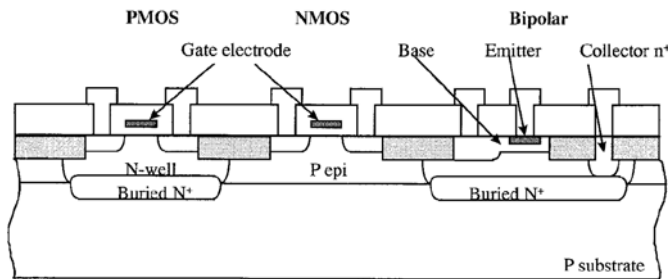 PMOS NMOS Bipolar
Gate electrode Base Emitter Collector n⁺
N-well P epi
Buried N⁺ Buried N⁺
P substrate